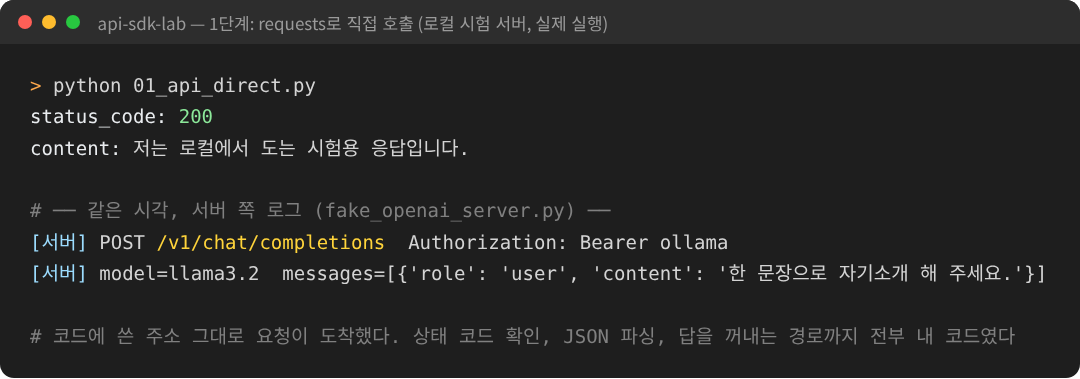 api-sdk-lab — 1단계: requests로 직접 호출 (로컬 시험 서버, 실제 실행)
> python 01_api_direct.py
status_code: 200
content: 저는 로컬에서 도는 시험용 응답입니다.
# —— 같은 시각, 서버 쪽 로그 (fake_openai_server.py) ——
[서버] POST /v1/chat/completions  Authorization: Bearer ollama
[서버] model=llama3.2  messages=[{'role': 'user', 'content': '한 문장으로 자기소개 해 주세요.'}]
# 코드에 쓴 주소 그대로 요청이 도착했다. 상태 코드 확인, JSON 파싱, 답을 꺼내는 경로까지 전부 내 코드였다